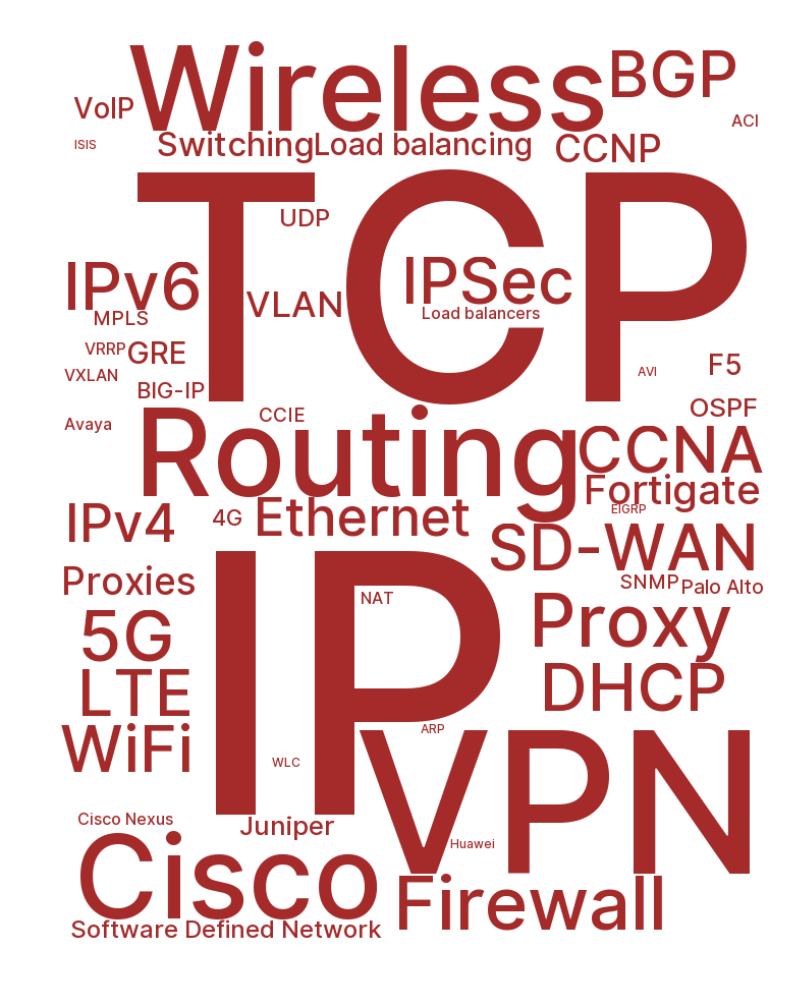 Wireless
BGP
VoIP
ACI
ISIS
Switching
Load balancing
CCNP
TCP
UDP
IPv6
VLAN
IPSec
MPLS
Load balancers
VRRP
GRE
VXLAN
BIG-IP
AVI
F5
OSPF
CCIE
Avaya
Routing
CCNA
Fortigate
IPv4
4G
Ethernet
EIGRP
SD-WAN
Proxies
SNMP
Palo Alto
IP
NAT
5G
Proxy
LTE
DHCP
WiFi
ARP
VPN
WLC
Cisco Nexus
Juniper
Huawei
Cisco
Firewall
Software Defined Network